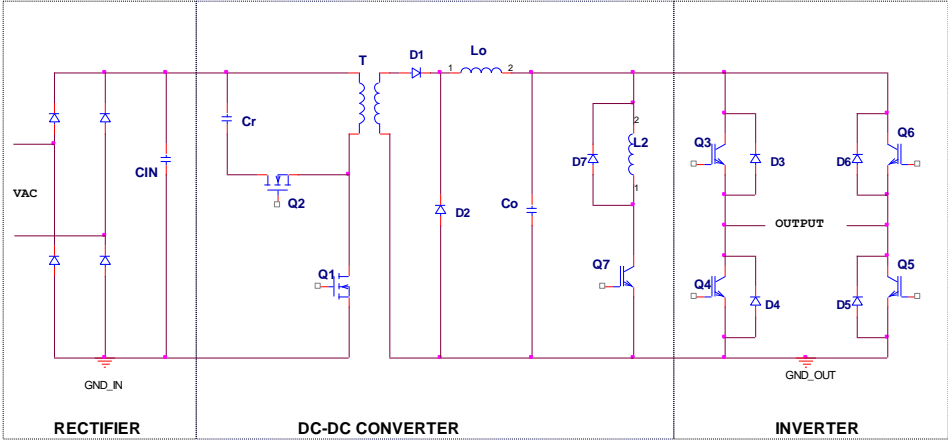 T
D1
Lo
1
2
Cr
CIN
VAC
Q2
Q1
D2
Co
D7
2
L2
1
Q7
Q3
D3
D6
Q6
OUTPUT
Q4
D4
D5
Q5
GND_IN
GND_OUT
RECTIFIER
DC-DC CONVERTER
INVERTER